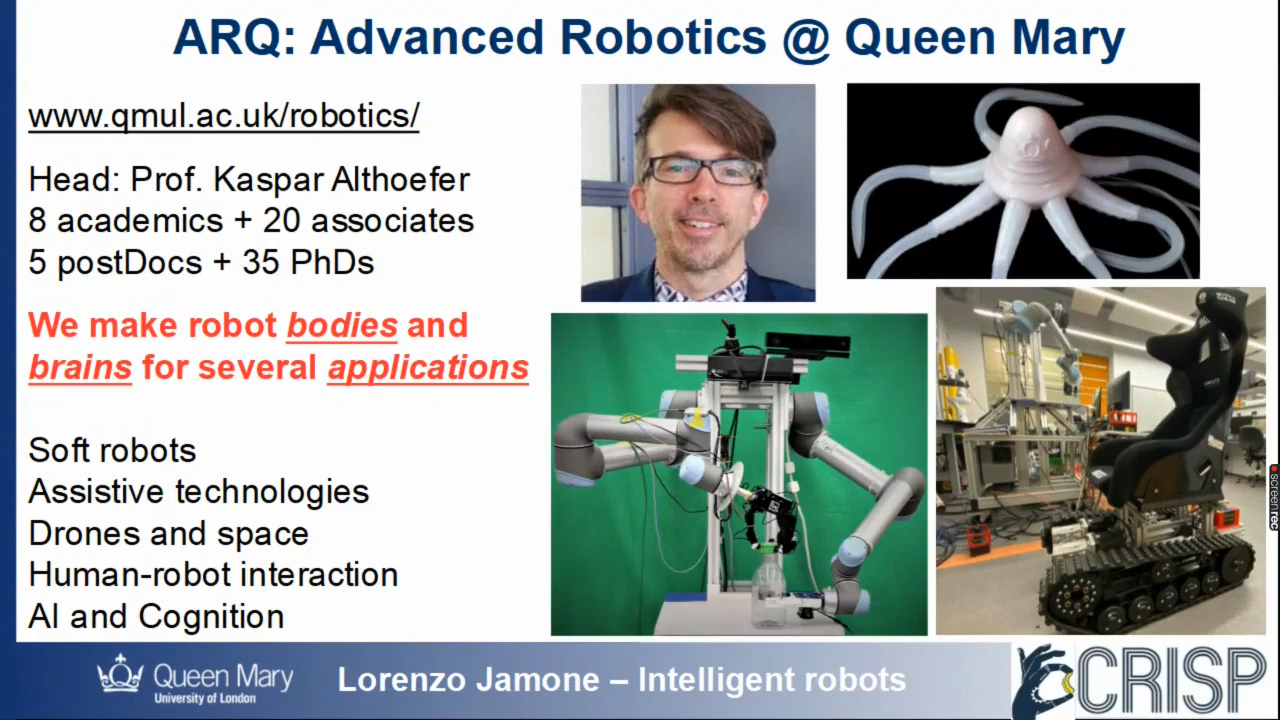 ARQ: Advanced Robotics @ Queen Mary
www.qmul.ac.uk/robotics/
Head: Prof. Kaspar Althoefer
8 academics + 20 associates
5 postDocs + 35 PhDs
We make robot bodies and
brains for several applications
Soft robots
Assistive technologies
Drones and space
Human-robot interaction
AI and Cognition
Queen Mary
University of London
Lorenzo Jamone – Intelligent robots
CRISP
screenrec